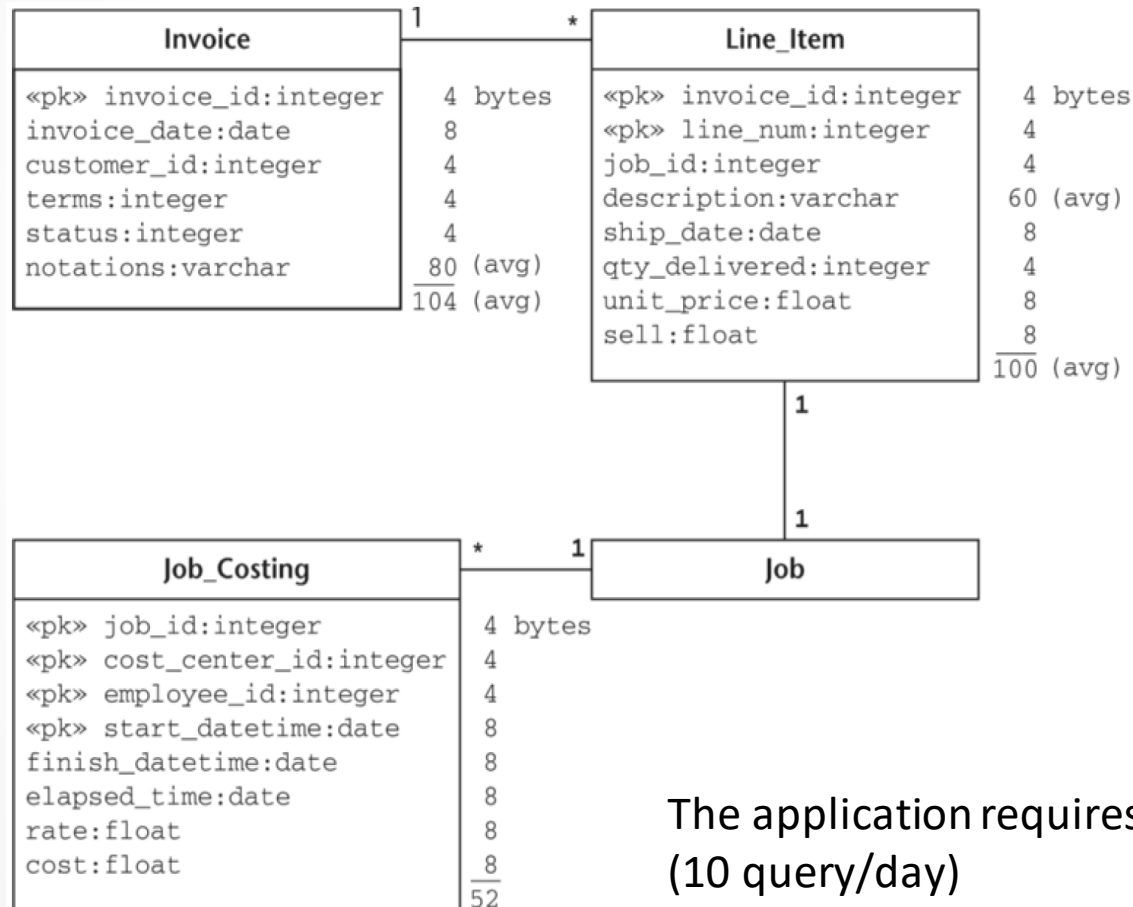 1 *
Invoice
«pk» invoice_id:integer 4 bytes
invoice_date:date 8
customer_id:integer 4
terms:integer 4
status:integer 4
notations:varchar 80 (avg)
104 (avg)
Line_Item
«pk» invoice_id:integer 4 bytes
«pk» line_num:integer 4
job_id:integer 4
description:varchar 60 (avg)
ship_date:date 8
qty_delivered:integer 4
unit_price:float 8
sell:float 8
100 (avg)
1
1
* 1
Job_Costing
«pk» job_id:integer 4 bytes
«pk» cost_center_id:integer 4
«pk» employee_id:integer 4
«pk» start_datetime:date 8
finish_datetime:date 8
elapsed_time:date 8
rate:float 8
cost:float 8
52
Job
The application requires
(10 query/day)